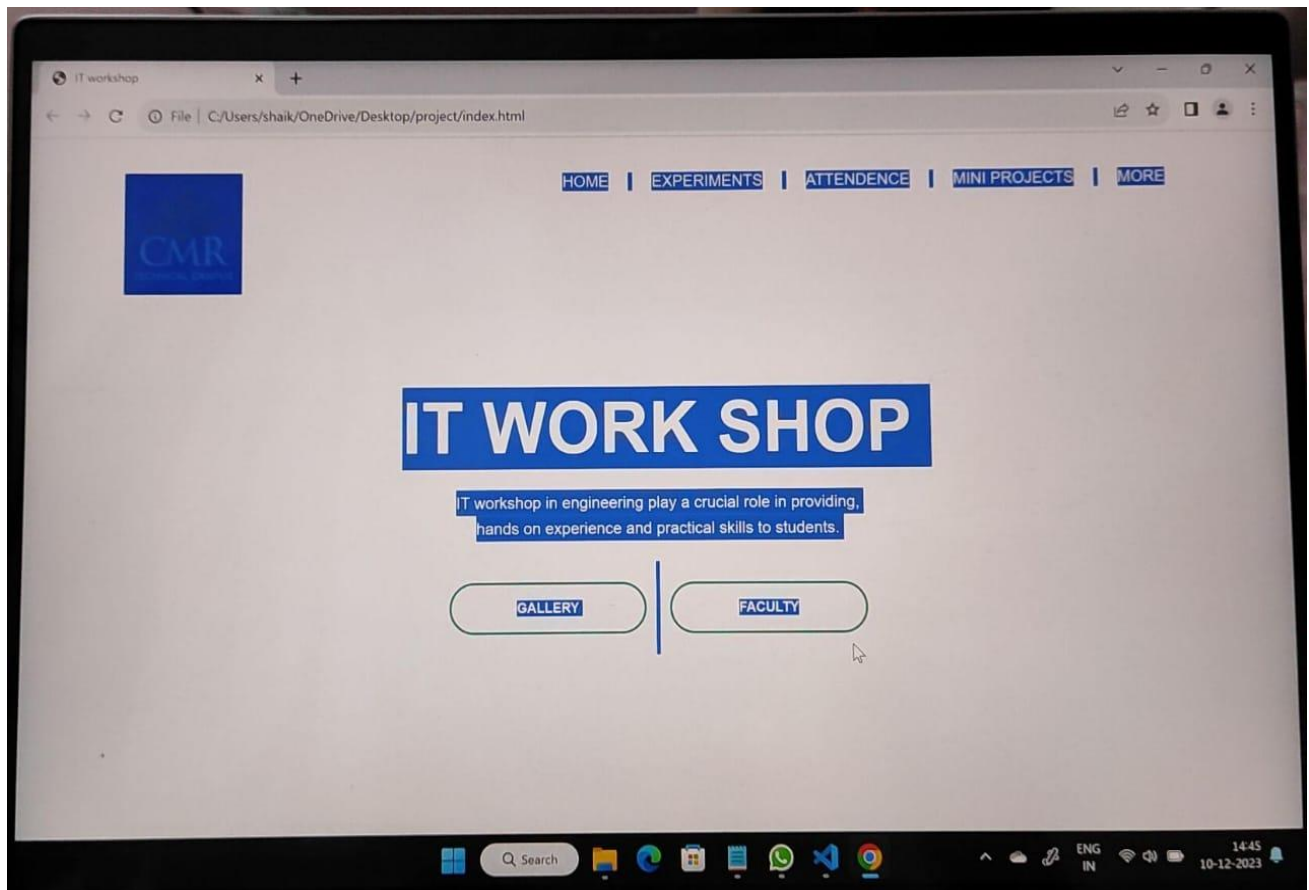 IT workshop
File | C:/Users/shaik/OneDrive/Desktop/project/index.html
HOME | EXPERIMENTS | ATTENDENCE | MINI PROJECTS | MORE
CMR
IT WORK SHOP
IT workshop in engineering play a crucial role in providing,
hands on experience and practical skills to students.
GALLERY FACULTY
Search
ENG
IN
14:45
10-12-2023